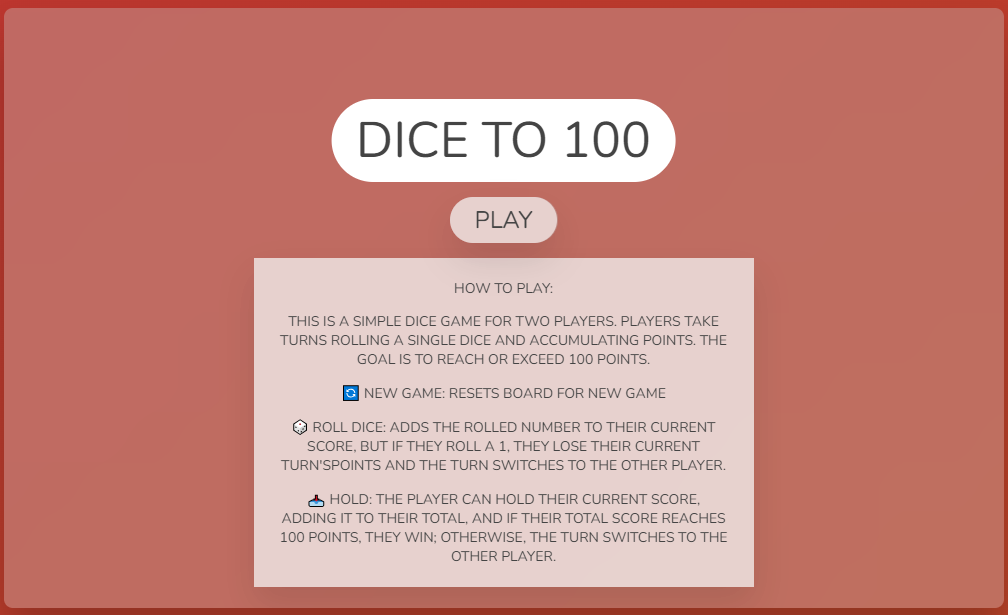 DICE TO 100
PLAY
HOW TO PLAY:
THIS IS A SIMPLE DICE GAME FOR TWO PLAYERS. PLAYERS TAKE
TURNS ROLLING A SINGLE DICE AND ACCUMULATING POINTS. THE
GOAL IS TO REACH OR EXCEED 100 POINTS.
🔄 NEW GAME: RESETS BOARD FOR NEW GAME
🎲 ROLL DICE: ADDS THE ROLLED NUMBER TO THEIR CURRENT
SCORE, BUT IF THEY ROLL A 1, THEY LOSE THEIR CURRENT
TURN'SPOINTS AND THE TURN SWITCHES TO THE OTHER PLAYER.
📥 HOLD: THE PLAYER CAN HOLD THEIR CURRENT SCORE,
ADDING IT TO THEIR TOTAL, AND IF THEIR TOTAL SCORE REACHES
100 POINTS, THEY WIN; OTHERWISE, THE TURN SWITCHES TO THE
OTHER PLAYER.